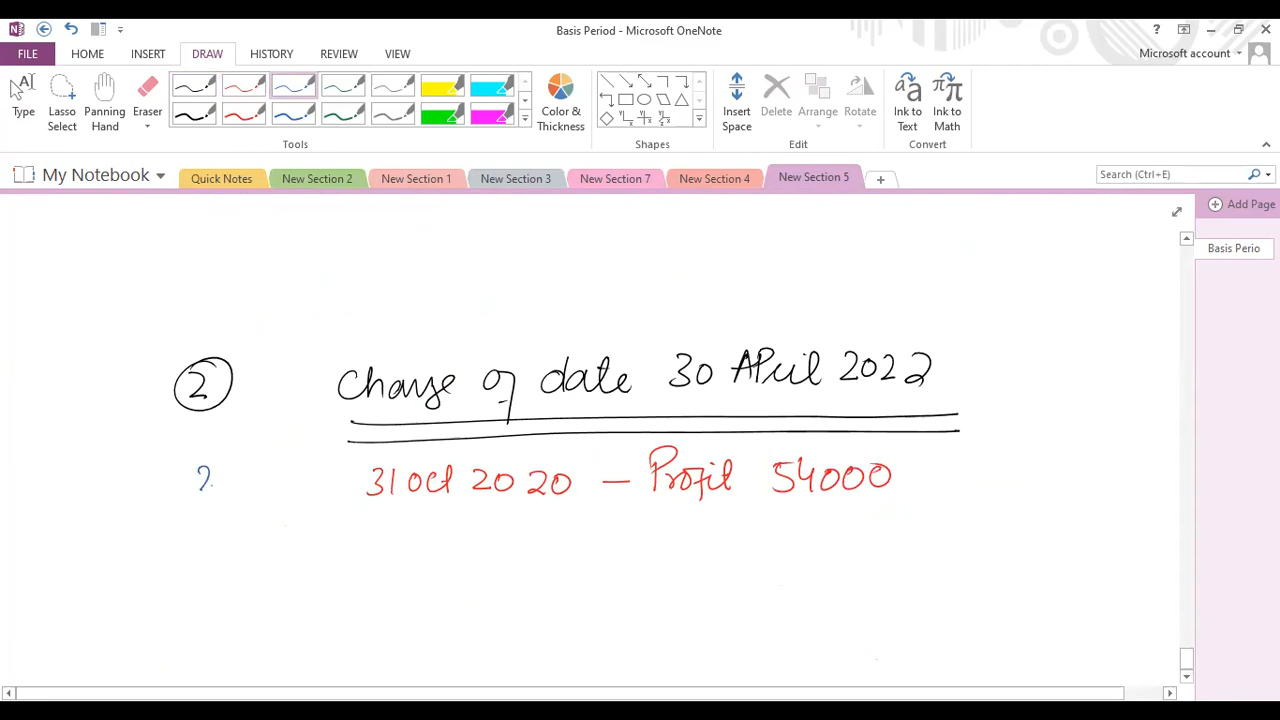 Basis Period - Microsoft OneNote
FILE HOME INSERT DRAW HISTORY REVIEW VIEW Microsoft account
Type Lasso Select Panning Hand Eraser Color & Thickness Insert Space Delete Arrange Rotate Ink to Text Ink to Math
Tools Shapes Edit Convert
My Notebook Quick Notes New Section 2 New Section 1 New Section 3 New Section 7 New Section 4 New Section 5 Search (Ctrl+E)
Add Page
Basis Perio
2 Change of date 30 April 2022
2 31 Oct 2020 - Profit 54000